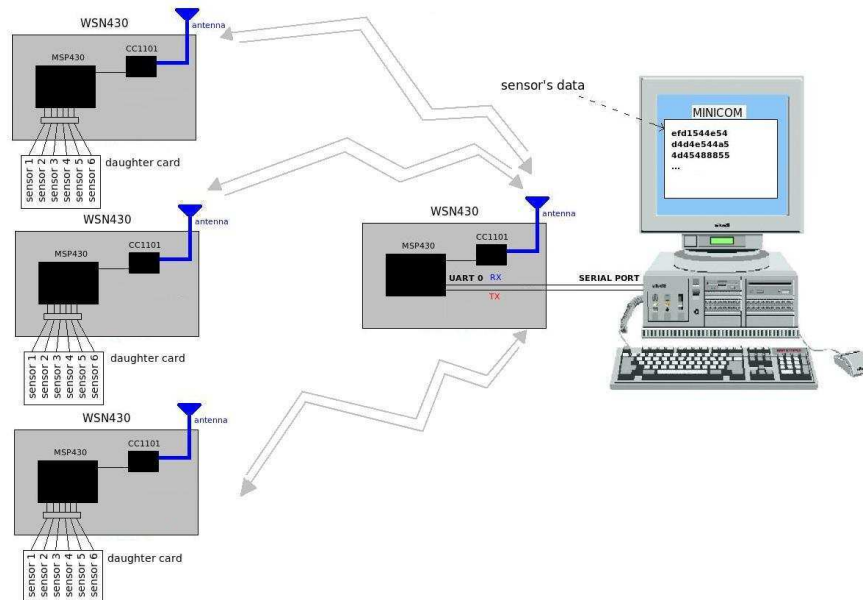 WSN430
antenna
MSP430
CC1101
sensor 1
sensor 2
sensor 3
sensor 4
sensor 5
sensor 6
daughter card
WSN430
antenna
MSP430
CC1101
sensor 1
sensor 2
sensor 3
sensor 4
sensor 5
sensor 6
daughter card
WSN430
antenna
MSP430
CC1101
sensor 1
sensor 2
sensor 3
sensor 4
sensor 5
sensor 6
daughter card
WSN430
antenna
MSP430
CC1101
UART 0 RX
TX
SERIAL PORT
sensor's data
MINICOM
efd1544e54
d4d4e544a5
4d45488855
...